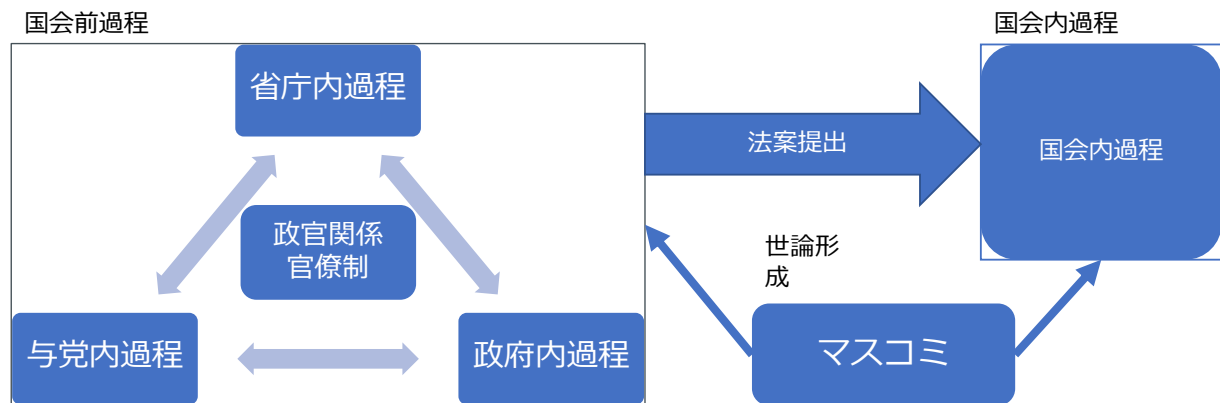 国会前過程
国会内過程
省庁内過程
法案提出
国会内過程
政官関係
官僚制
世論形
成
与党内過程
政府内過程
マスコミ